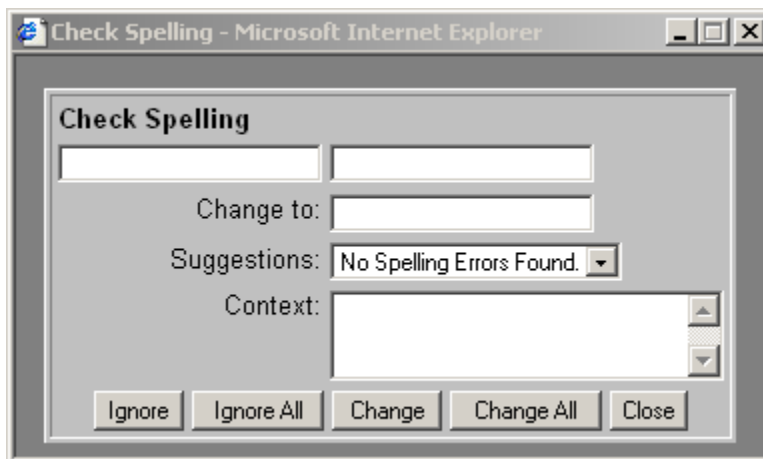 Check Spelling - Microsoft Internet Explorer
Check Spelling
Change to:
Suggestions: No Spelling Errors Found.
Context:
Ignore Ignore All Change Change All Close